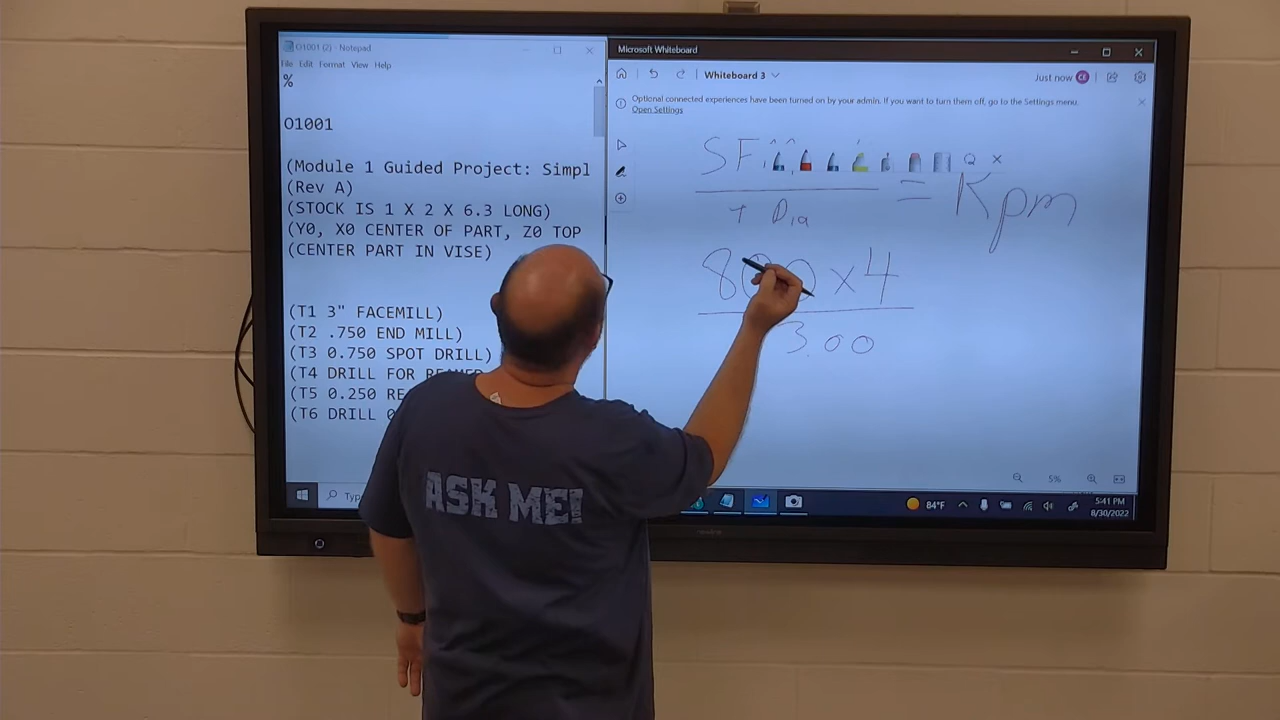 O1001 (2) - Notepad
File Edit Format View Help
%
O1001
(Module 1 Guided Project: Simpl
(Rev A)
(STOCK IS 1 X 2 X 6.3 LONG)
(Y0, X0 CENTER OF PART, Z0 TOP
(CENTER PART IN VISE)
(T1 3" FACEMILL)
(T2 .750 END MILL)
(T3 0.750 SPOT DRILL)
(T4 DRILL FOR REAMER
(T5 0.250 RE
(T6 DRILL
Microsoft Whiteboard
Whiteboard 3
Just now CE
Optional connected experiences have been turned on by your admin. If you want to turn them off, go to the Settings menu.
Open Settings
SF
= Rpm
Dia
800 x 4
3.00
5%
84°F
5:41 PM
8/30/2022
ASK ME!